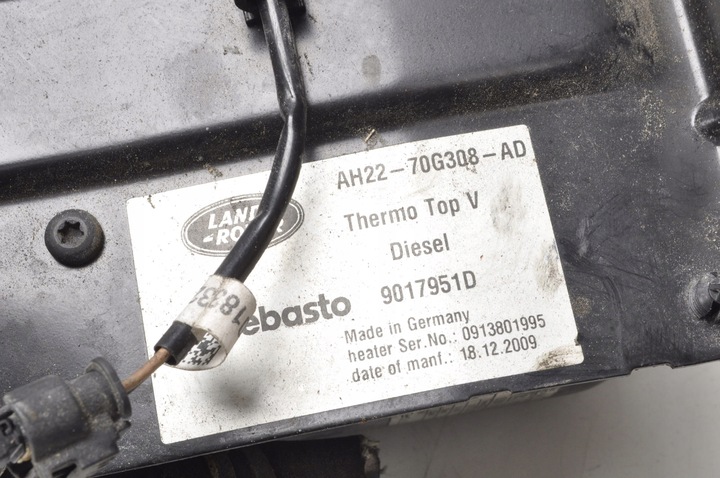 AH22-70G308-AD
LAND
-ROVER
Thermo Top V
Diesel
9017951D
Made in Germany
heater Ser.No.: 0913801995
date of manf.: 18.12.2009